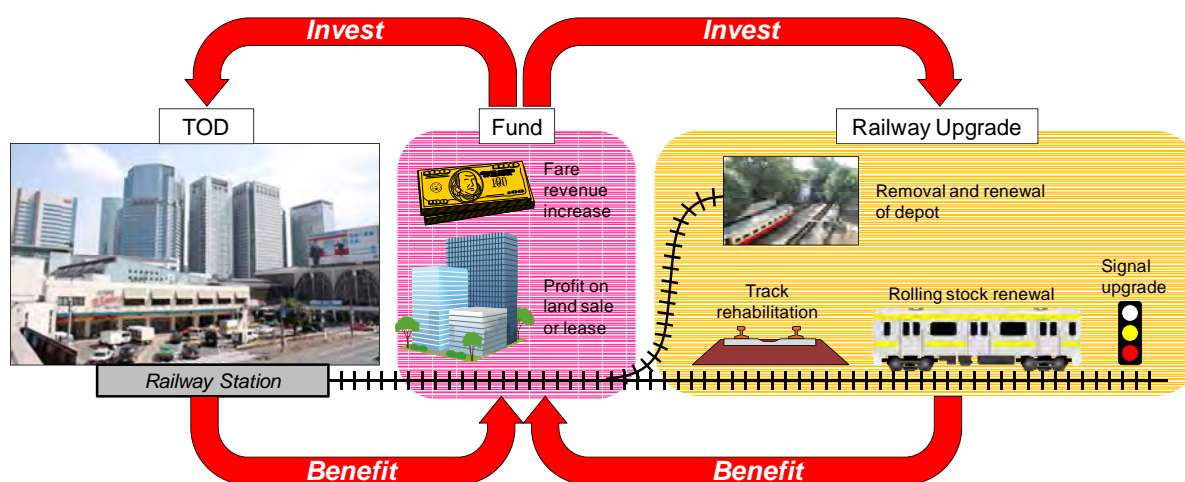 Invest
Invest
TOD
Fund
Railway Upgrade
Fare
revenue
increase
100
Removal and renewal
of depot
Profit on
land sale
or lease
Track
rehabilitation
Rolling stock renewal
Signal
upgrade
Railway Station
Benefit
Benefit